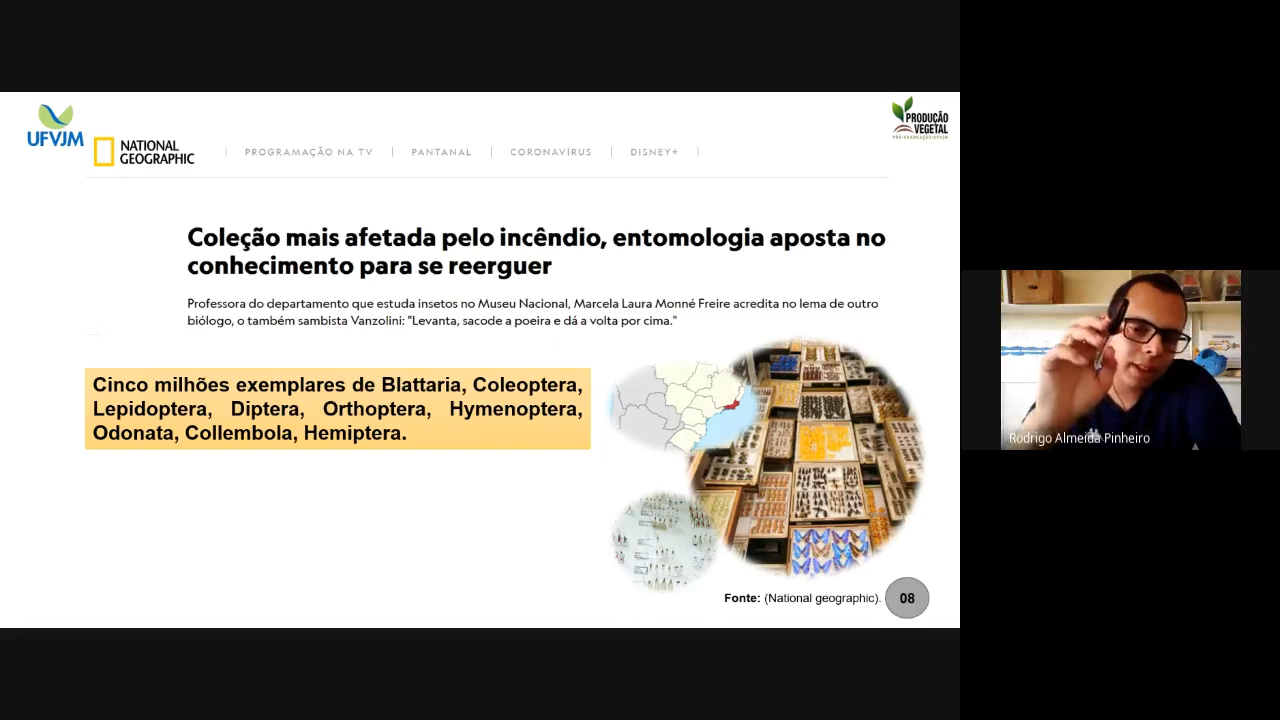 UFVJM
NATIONAL
GEOGRAPHIC
PROGRAMAÇÃO NA TV
PANTANAL
CORONAVÍRUS
DISNEY+
PRODUÇÃO
VEGETAL
PÓS-GRADUAÇÃO/UFVJM
Coleção mais afetada pelo incêndio, entomologia aposta no
conhecimento para se reerguer
Professora do departamento que estuda insetos no Museu Nacional, Marcela Laura Monné Freire acredita no lema de outro
biólogo, o também sambista Vanzolini: "Levanta, sacode a poeira e dá a volta por cima."
Cinco milhões exemplares de Blattaria, Coleoptera,
Lepidoptera, Diptera, Orthoptera, Hymenoptera,
Odonata, Collembola, Hemiptera.
Fonte: (National geographic).
08
Rodrigo Almeida Pinheiro